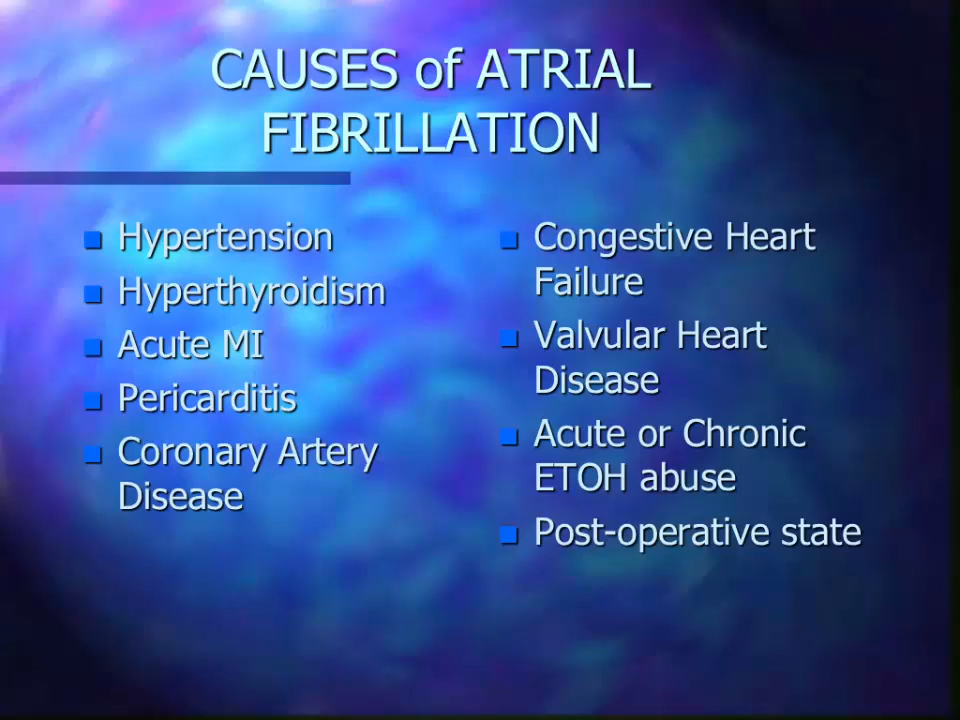 CAUSES of ATRIAL
FIBRILLATION
Hypertension
Hyperthyroidism
Acute MI
Pericarditis
Coronary Artery
Disease
Congestive Heart
Failure
Valvular Heart
Disease
Acute or Chronic
ETOH abuse
Post-operative state